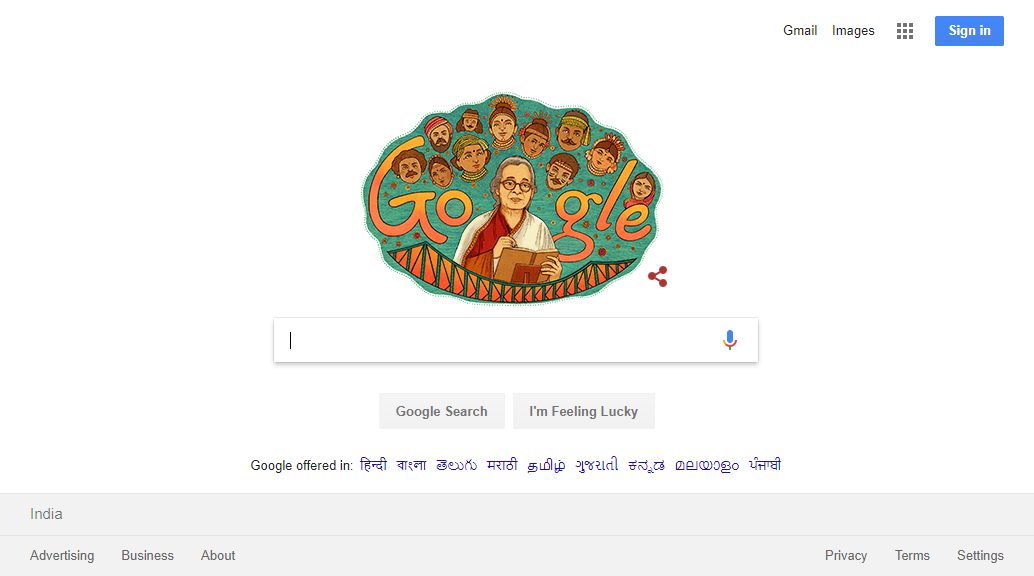 Gmail Images Sign in
Google
Google Search I'm Feeling Lucky
Google offered in: हिन्दी বাংলা తెలుగు मराठी தமிழ் ગુજરાતી ಕನ್ನಡ മലയാളം ਪੰਜਾਬੀ
India
Advertising Business About Privacy Terms Settings